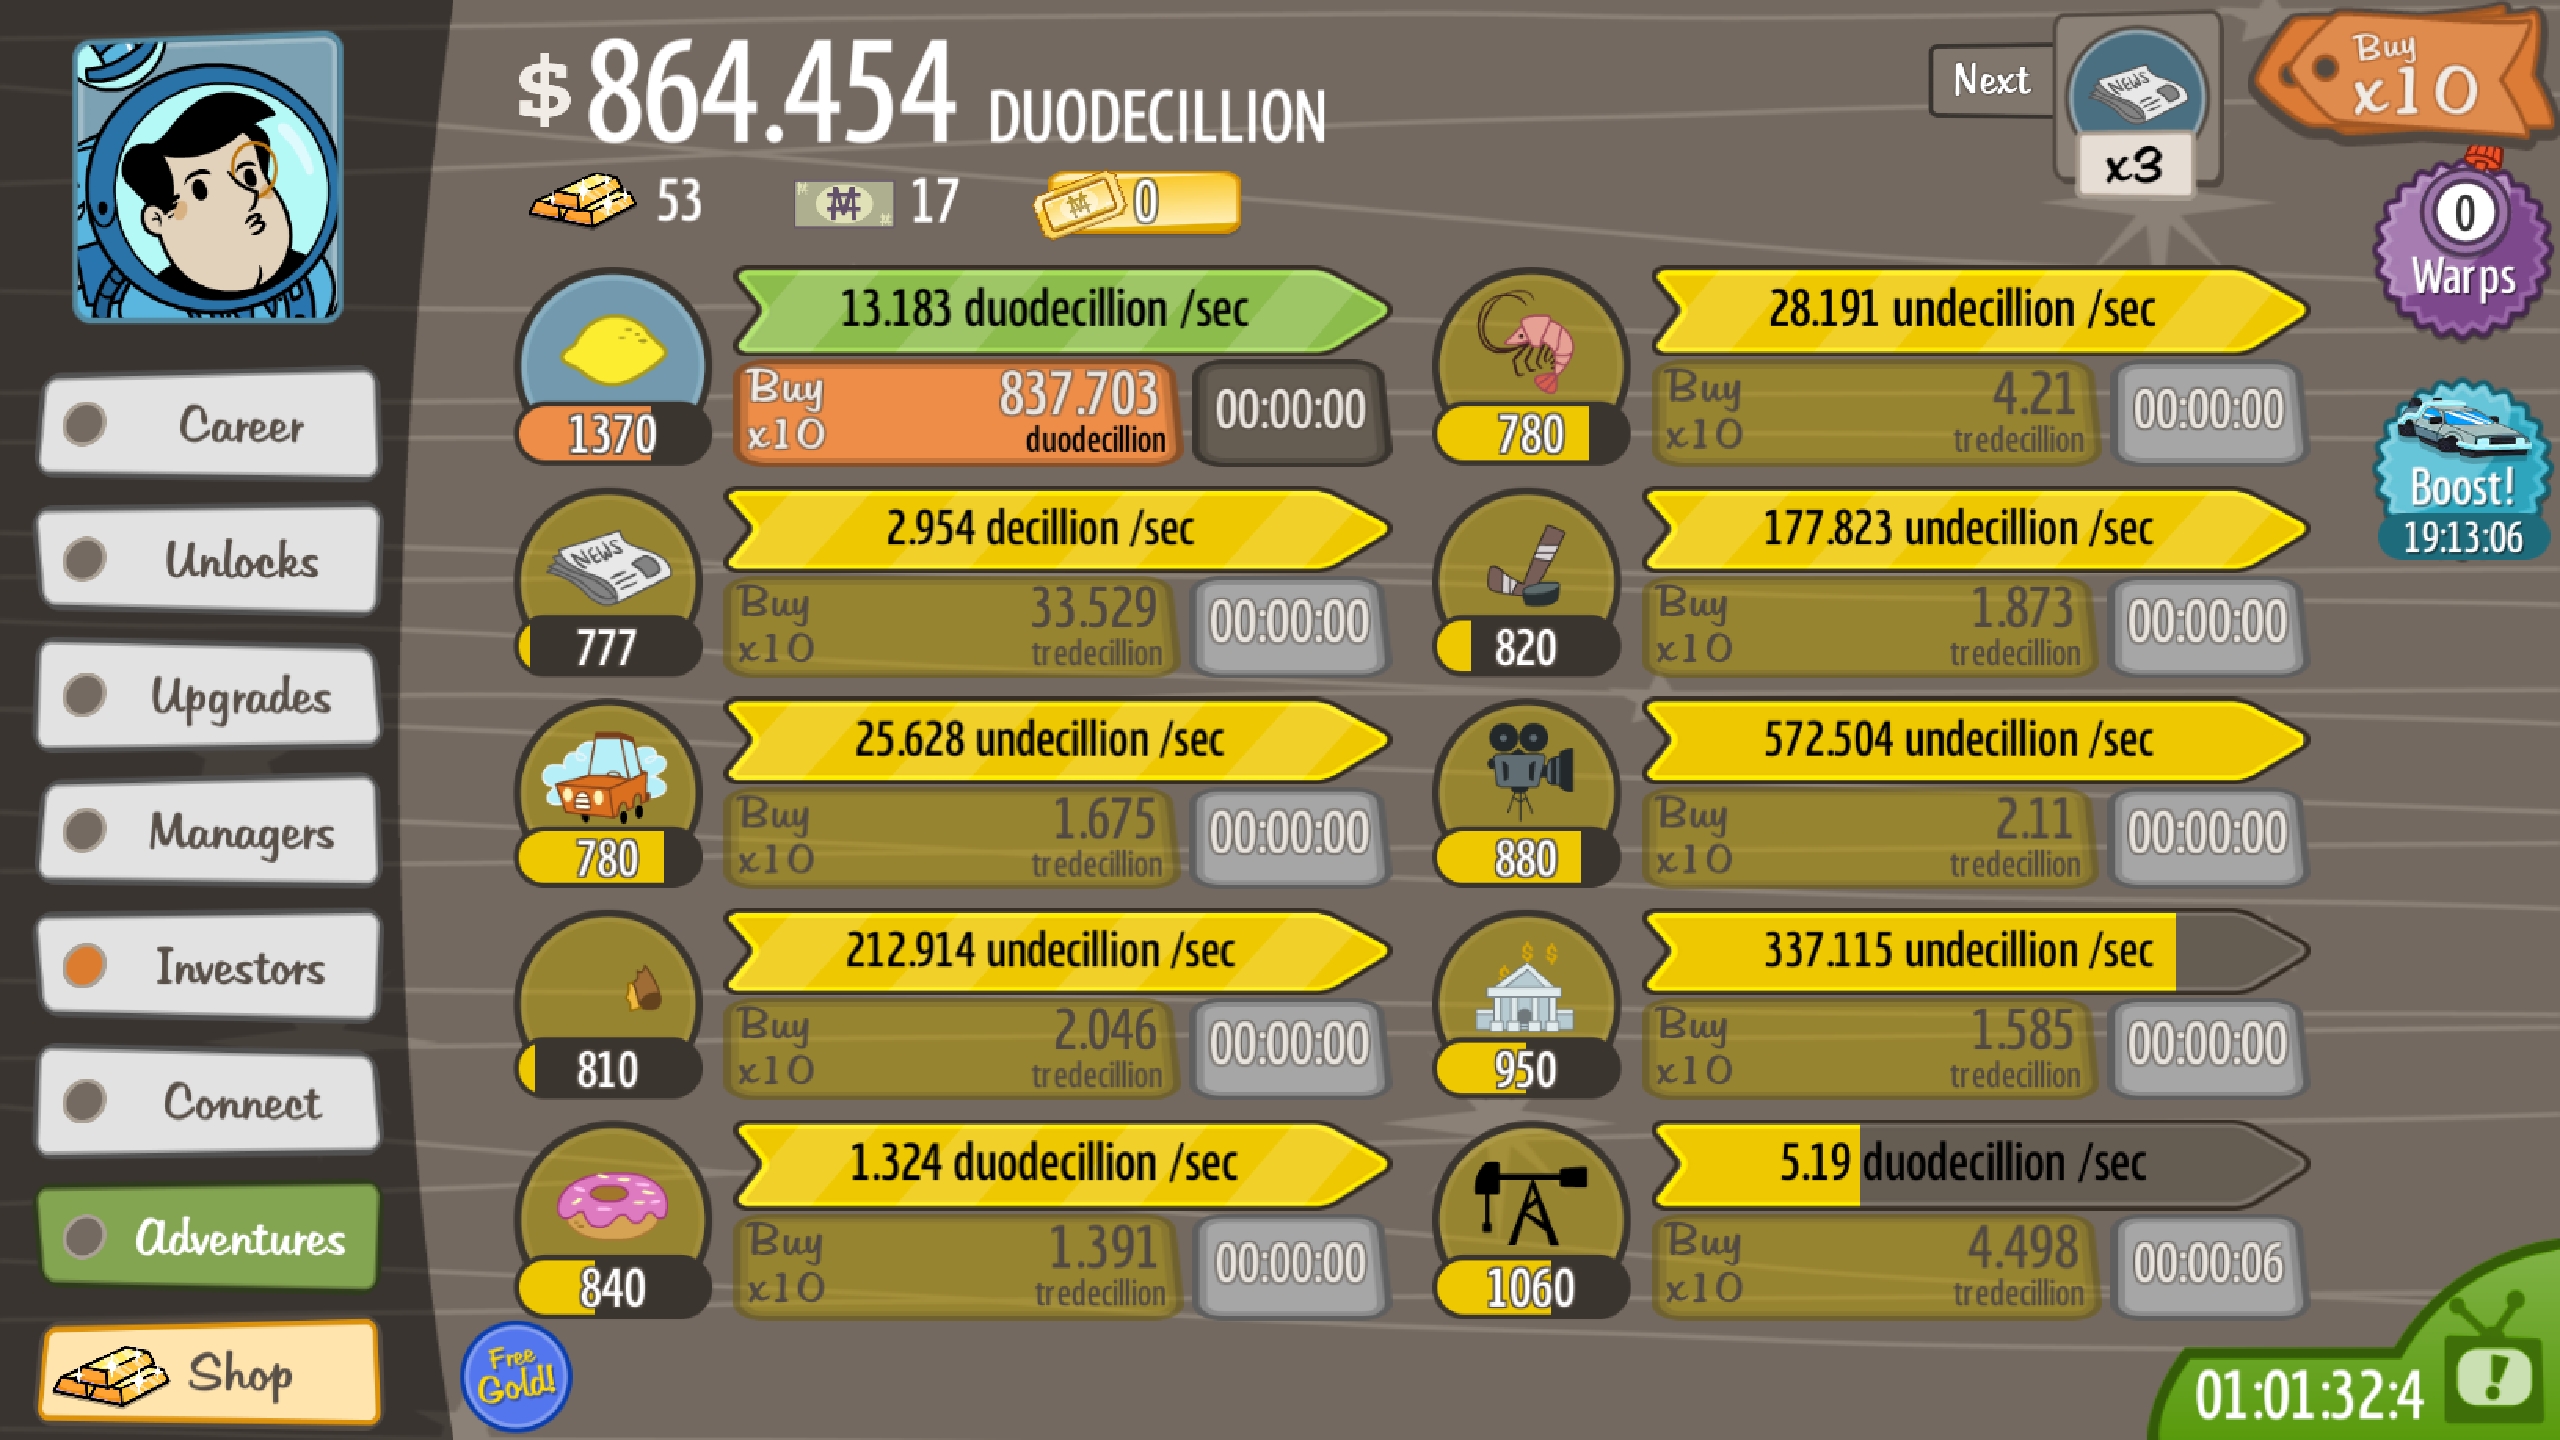 $864.454 DUODECILLION
53
17
0
Next
x3
Buy
x10
0
Warps
Boost!
19:13:06
Career
Unlocks
Upgrades
Managers
Investors
Connect
Adventures
Shop
13.183 duodecillion /sec
1370
Buy
x10
837.703
duodecillion
00:00:00
28.191 undecillion /sec
780
Buy
x10
4.21
tredecillion
00:00:00
NEWS
2.954 decillion /sec
777
Buy
x10
33.529
tredecillion
00:00:00
177.823 undecillion /sec
820
Buy
x10
1.873
tredecillion
00:00:00
25.628 undecillion /sec
780
Buy
x10
1.675
tredecillion
00:00:00
572.504 undecillion /sec
880
Buy
x10
2.11
tredecillion
00:00:00
212.914 undecillion /sec
810
Buy
x10
2.046
tredecillion
00:00:00
337.115 undecillion /sec
950
Buy
x10
1.585
tredecillion
00:00:00
1.324 duodecillion /sec
840
Buy
x10
1.391
tredecillion
00:00:00
5.19 duodecillion /sec
1060
Buy
x10
4.498
tredecillion
00:00:06
Free
Gold!
01:01:32:4
NEWS